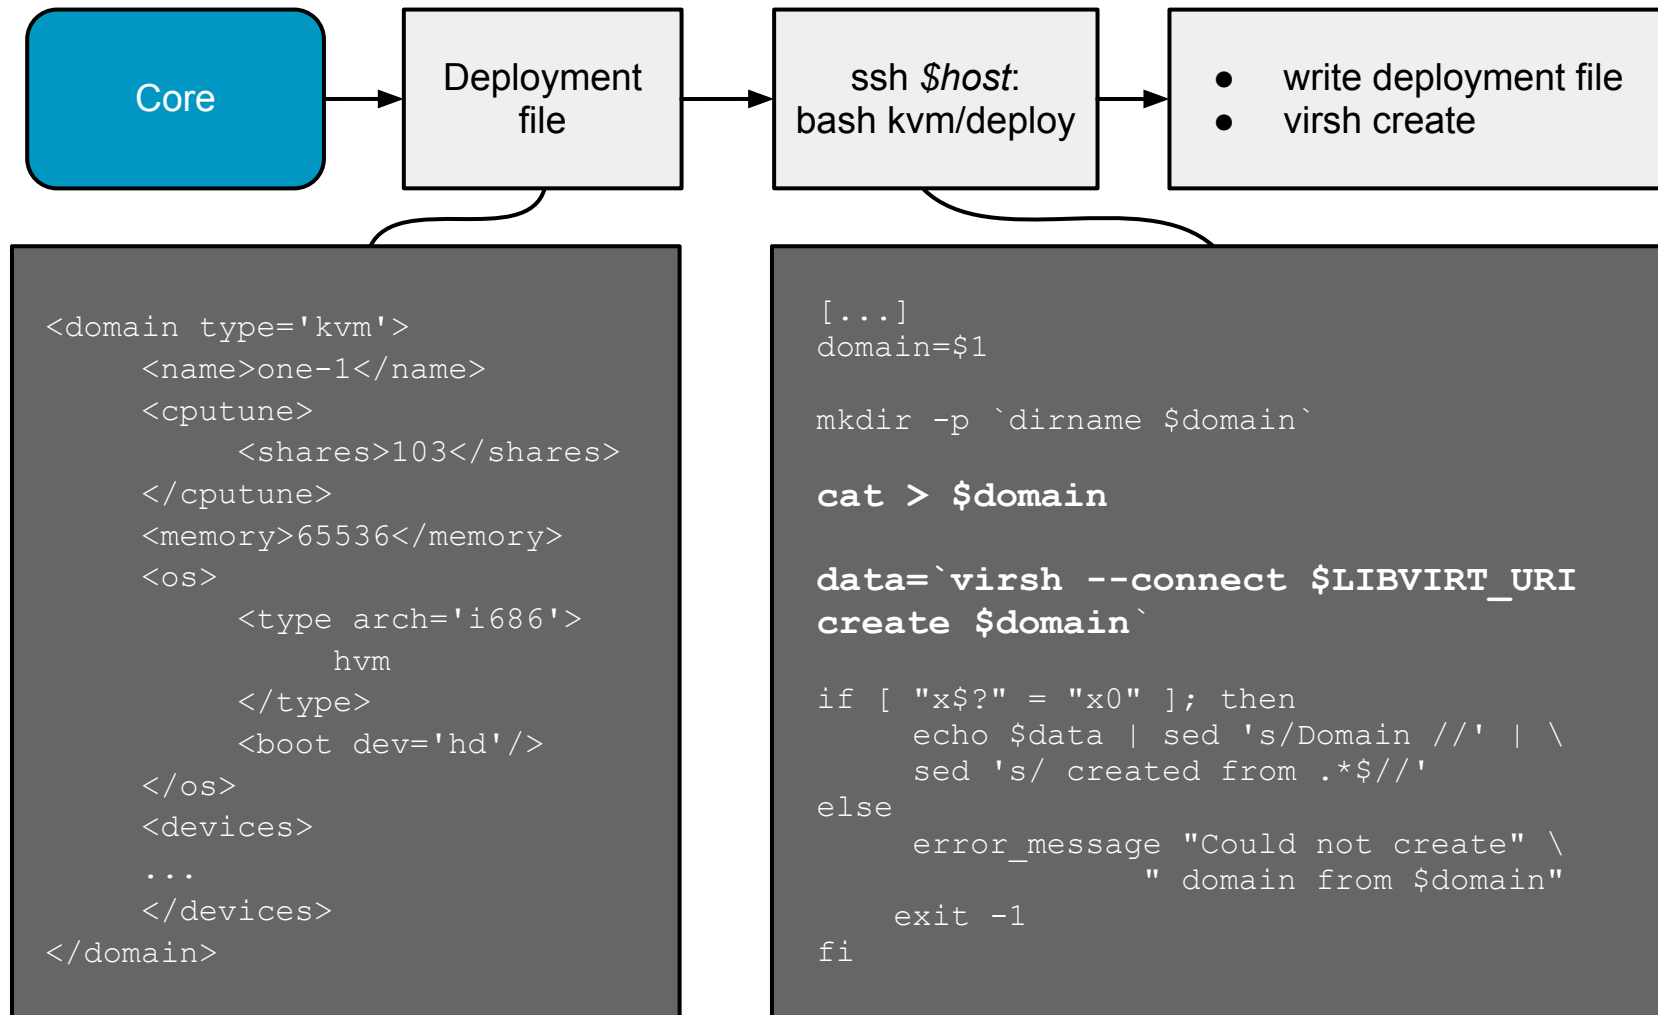 Core
Deployment
file
ssh $host:
bash kvm/deploy
● write deployment file
● virsh create
<domain type='kvm'>
<name>one-1</name>
<cputune>
<shares>103</shares>
</cputune>
<memory>65536</memory>
<os>
<type arch='i686'>
hvm
</type>
<boot dev='hd'/>
</os>
<devices>
...
</devices>
</domain>
[...]
domain=$1
mkdir -p `dirname $domain`
cat > $domain
data=`virsh --connect $LIBVIRT_URI
create $domain`
if [ "x$?" = "x0" ]; then
echo $data | sed 's/Domain //' | \
sed 's/ created from .*$//'
else
error_message "Could not create" \
" domain from $domain"
exit -1
fi